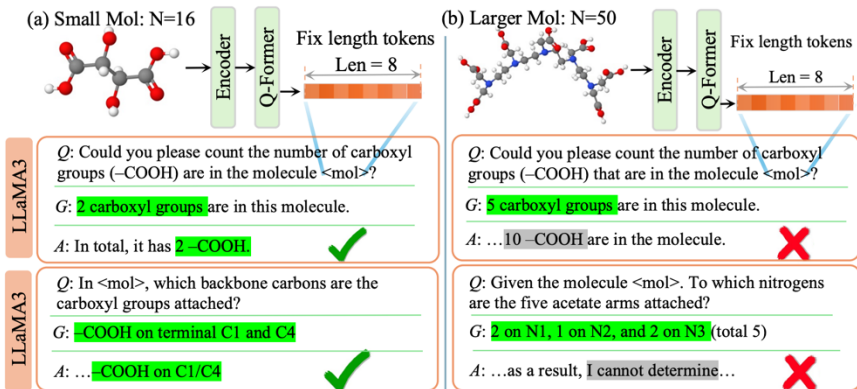 (a) Small Mol: N=16
Encoder
Q-Former
Fix length tokens
Len = 8
LLaMA3
Q: Could you please count the number of carboxyl
groups (–COOH) are in the molecule <mol>?
G: 2 carboxyl groups are in this molecule.
A: In total, it has 2 –COOH.
LLaMA3
Q: In <mol>, which backbone carbons are the
carboxyl groups attached?
G: –COOH on terminal C1 and C4
A: …–COOH on C1/C4
(b) Larger Mol: N=50
Encoder
Q-Former
Fix length tokens
Len = 8
Q: Could you please count the number of carboxyl
groups (–COOH) that are in the molecule <mol>?
G: 5 carboxyl groups are in this molecule.
A: …10 –COOH are in the molecule.
Q: Given the molecule <mol>. To which nitrogens
are the five acetate arms attached?
G: 2 on N1, 1 on N2, and 2 on N3 (total 5)
A: …as a result, I cannot determine…